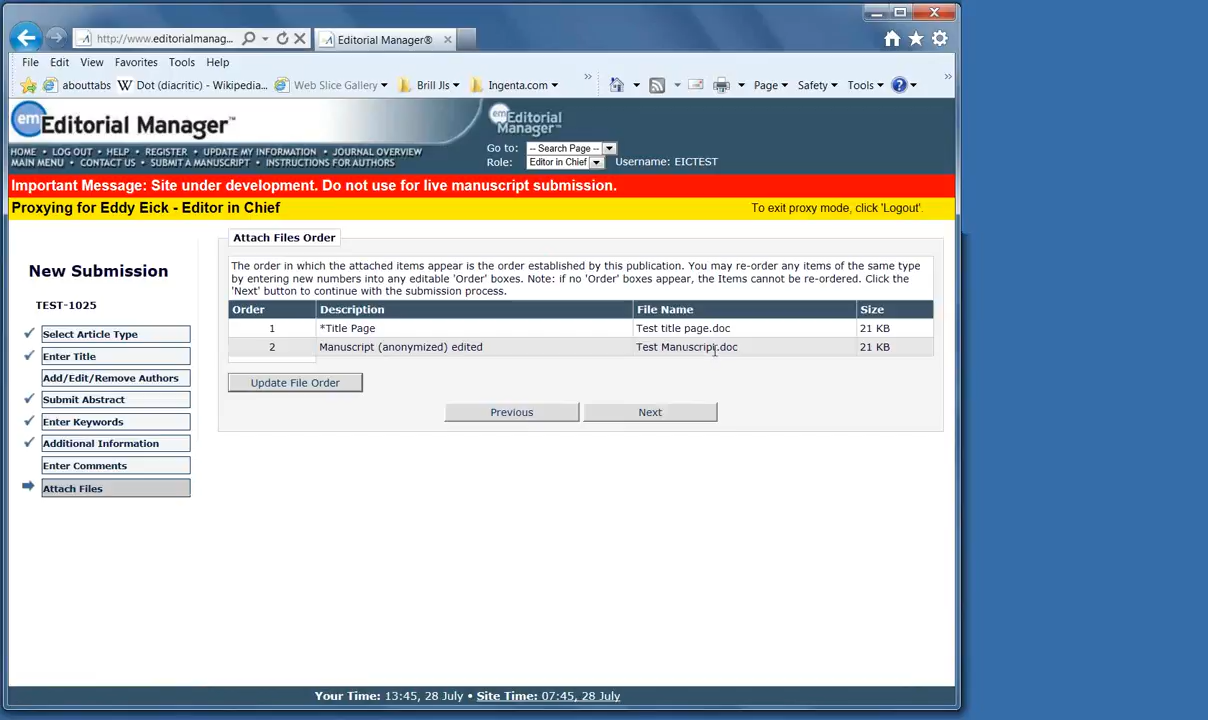 http://www.editorialmanag...
Editorial Manager®
File Edit View Favorites Tools Help
abouttabs Dot (diacritic) - Wikipedia... Web Slice Gallery Brill Jls Ingenta.com » Page Safety Tools »
em Editorial Manager™
em Editorial Manager
HOME • LOG OUT • HELP • REGISTER • UPDATE MY INFORMATION • JOURNAL OVERVIEW
MAIN MENU • CONTACT US • SUBMIT A MANUSCRIPT • INSTRUCTIONS FOR AUTHORS
Go to: -- Search Page --
Role: Editor in Chief Username: EICTEST
Important Message: Site under development. Do not use for live manuscript submission.
Proxying for Eddy Eick - Editor in Chief To exit proxy mode, click 'Logout'.
New Submission
TEST-1025
Select Article Type
Enter Title
Add/Edit/Remove Authors
Submit Abstract
Enter Keywords
Additional Information
Enter Comments
Attach Files
Attach Files Order
The order in which the attached items appear is the order established by this publication. You may re-order any items of the same type
by entering new numbers into any editable 'Order' boxes. Note: if no 'Order' boxes appear, the Items cannot be re-ordered. Click the
'Next' button to continue with the submission process.
Order Description File Name Size
1 *Title Page Test title page.doc 21 KB
2 Manuscript (anonymized) edited Test Manuscript.doc 21 KB
Update File Order
Previous Next
Your Time: 13:45, 28 July • Site Time: 07:45, 28 July